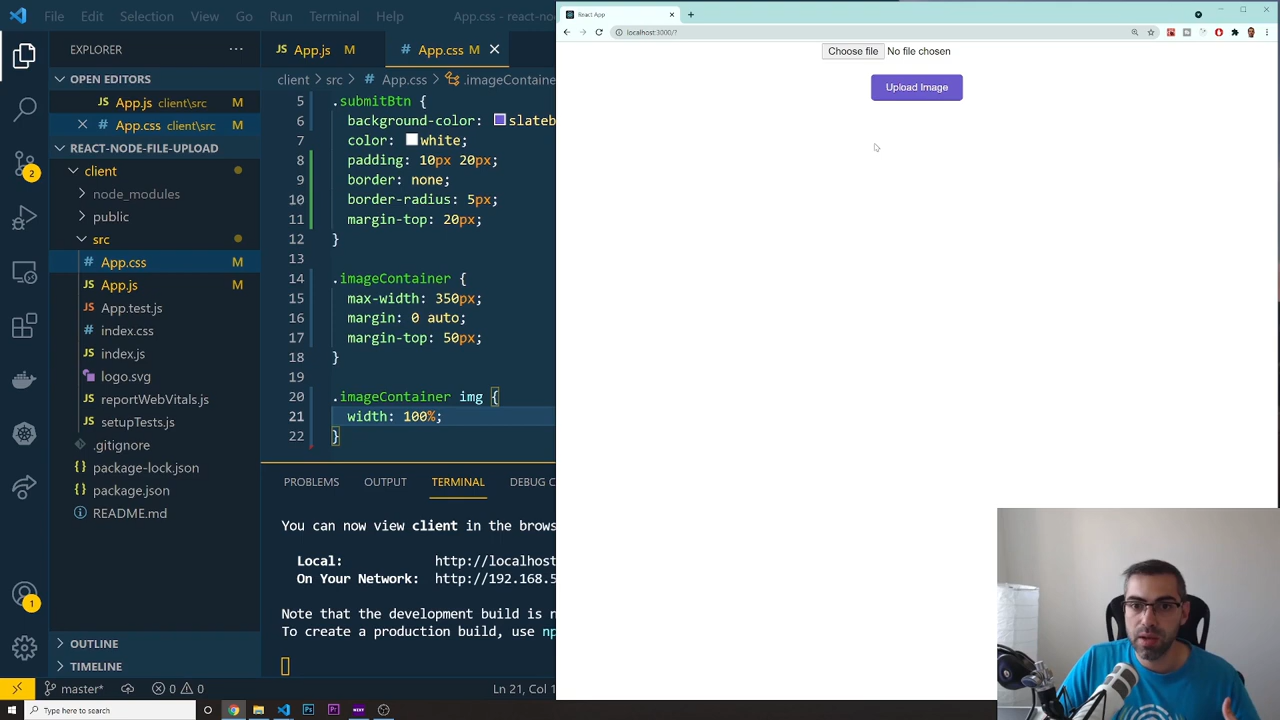 File Edit Selection View Go Run Terminal Help App.css - react-no
EXPLORER
App.js M App.css M
OPEN EDITORS
App.js client\src M
App.css client\src M
REACT-NODE-FILE-UPLOAD
client
node_modules
public
src
App.css M
App.js M
App.test.js
index.css
index.js
logo.svg
reportWebVitals.js
setupTests.js
.gitignore
package-lock.json
package.json
README.md
OUTLINE
TIMELINE
2
1
client > src > App.css > .imageContaine
5 .submitBtn {
6 background-color: slateb
7 color: white;
8 padding: 10px 20px;
9 border: none;
10 border-radius: 5px;
11 margin-top: 20px;
12 }
13
14 .imageContainer {
15 max-width: 350px;
16 margin: 0 auto;
17 margin-top: 50px;
18 }
19
20 .imageContainer img {
21 width: 100%;
22 }
PROBLEMS OUTPUT TERMINAL DEBUG C
You can now view client in the brows
Local: http://localhost
On Your Network: http://192.168.5
Note that the development build is n
To create a production build, use np
master* 0 0 Ln 21, Col 1
React App
localhost:3000/?
Choose file No file chosen
Upload Image
Type here to search
Ps Pr